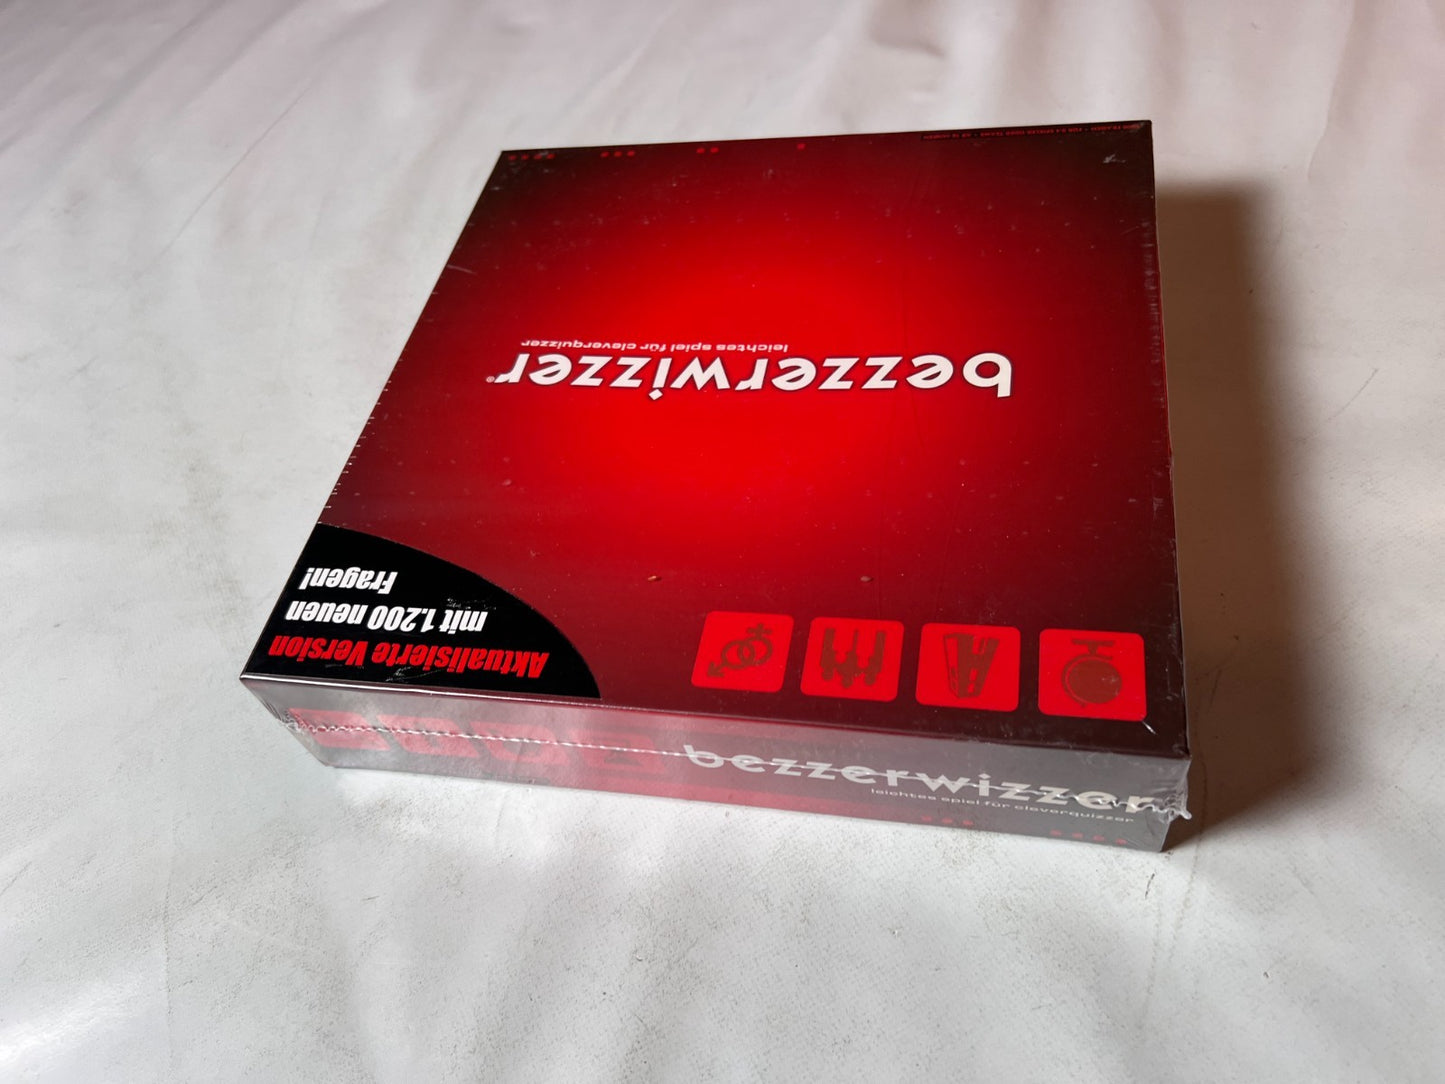 bezzerwizzer®
leichtes spiel für cleverquizzer
Aktualisierte Version
mit 1.200 neuen
Fragen!
bezzerwizzer
leichtes spiel für cleverquizzer